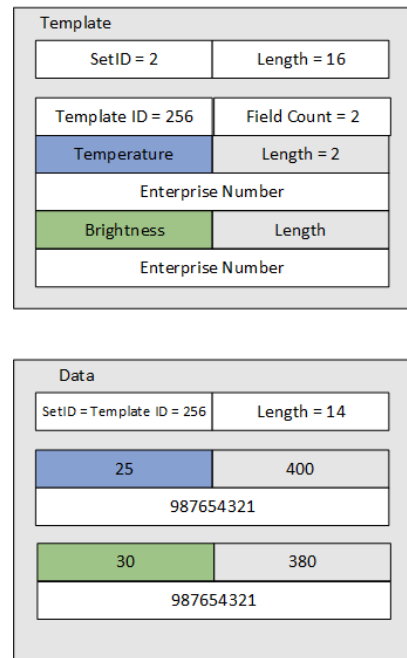 Template
SetID = 2 Length = 16
Template ID = 256 Field Count = 2
Temperature Length = 2
Enterprise Number
Brightness Length
Enterprise Number
Data
SetID = Template ID = 256 Length = 14
25 400
987654321
30 380
987654321